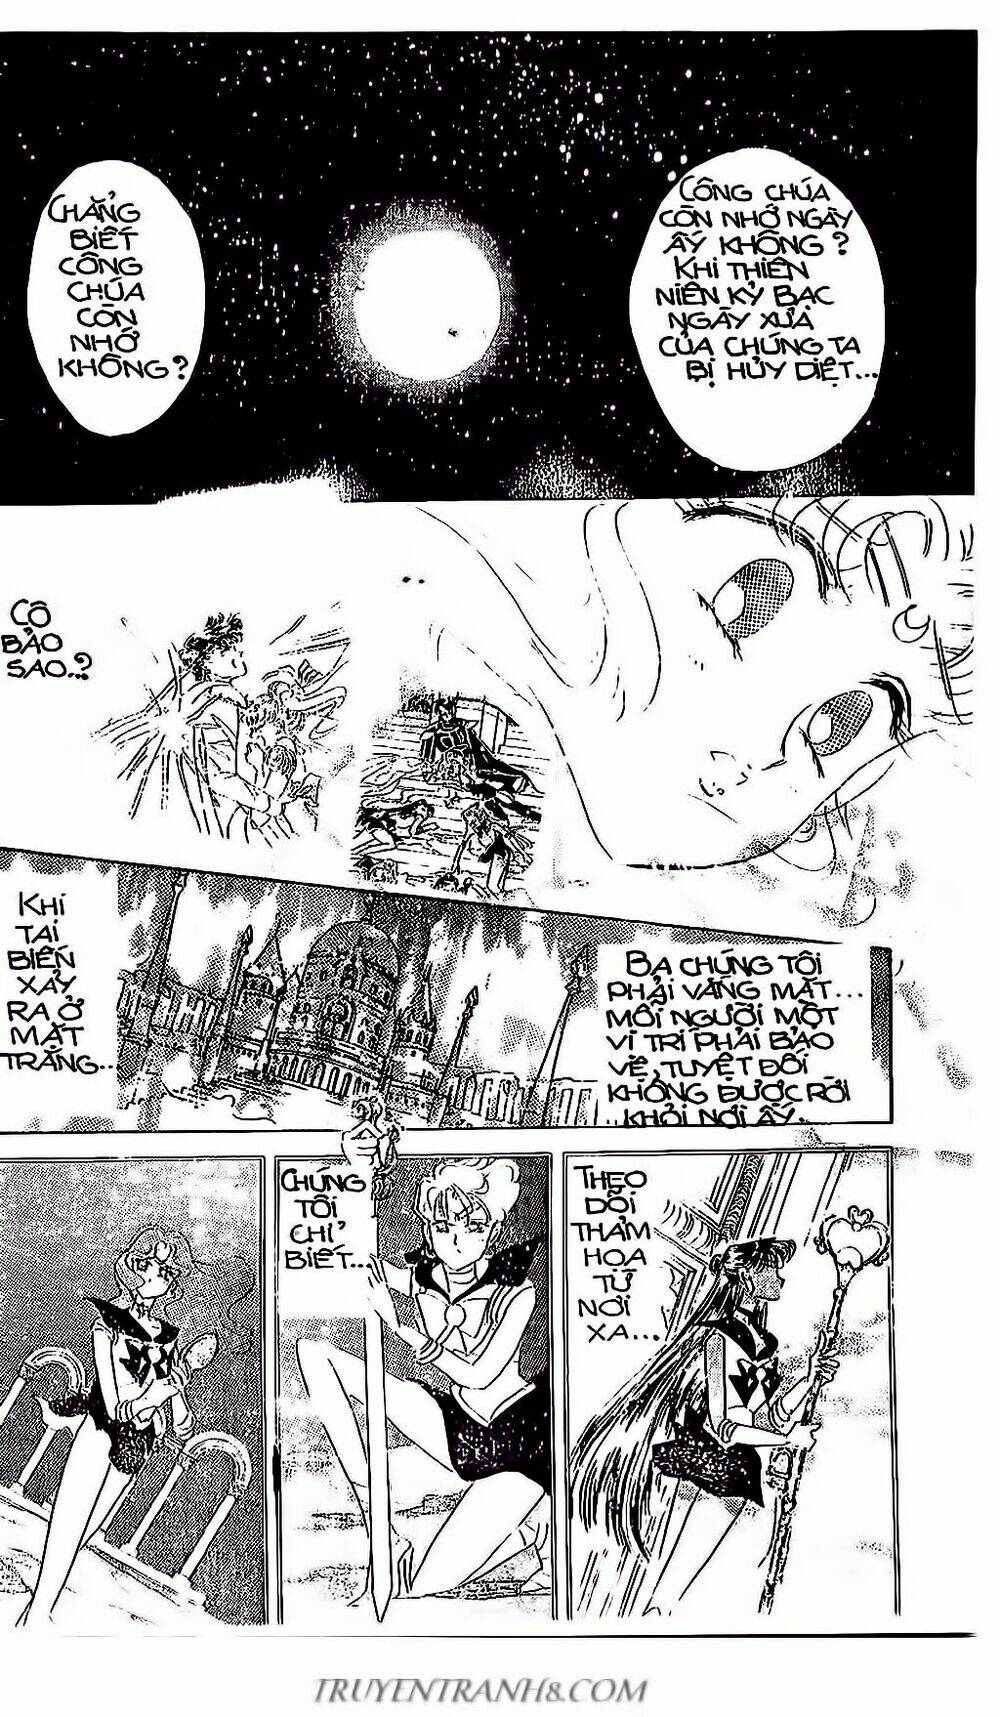 CÔNG CHÚA
CÒN NHỚ NGÀY
ẤY KHÔNG?
KHI THIÊN
NIÊN KỶ BẠC
NGÀY XƯA
CỦA CHÚNG TA
BỊ HỦY DIỆT...
CHẲNG
BIẾT
CÔNG
CHÚA
CÒN
NHỚ
KHÔNG?
CÔ
BẢO
SAO..?
BA CHÚNG TÔI
PHẢI VẮNG MẶT...
MỖI NGƯỜI MỘT
VỊ TRÍ PHẢI BẢO
VỆ, TUYỆT ĐỐI
KHÔNG ĐƯỢC RỜI
KHỎI NƠI ẤY...
KHI
TAI
BIẾN
XẢY
RA Ở
MẶT
TRĂNG...
THEO
DÕI
THẢM
HỌA
TỪ
NƠI
XA...
CHÚNG
TÔI
CHỈ
BIẾT...
TRUYENTRANH8.COM